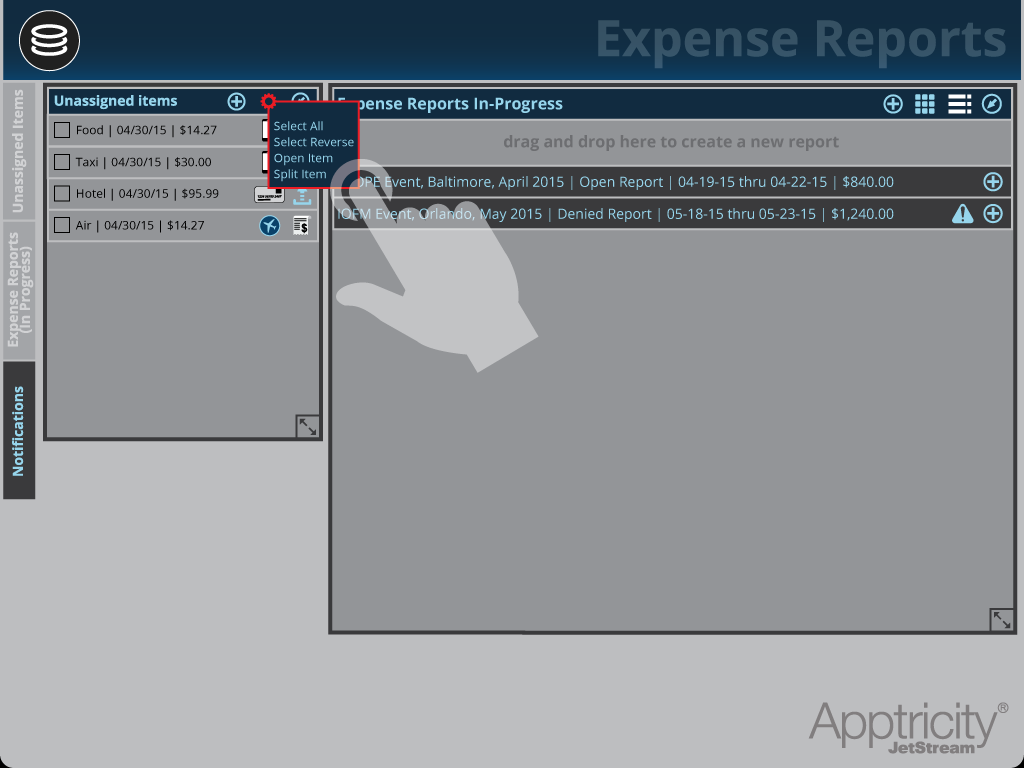 Expense Reports
Unassigned Items
Expense Reports
(In Progress)
Notifications
Unassigned items
Food | 04/30/15 | $14.27
Taxi | 04/30/15 | $30.00
Hotel | 04/30/15 | $95.99
Air | 04/30/15 | $14.27
Select All
Select Reverse
Open Item
Split Item
pense Reports In-Progress
drag and drop here to create a new report
OPE Event, Baltimore, April 2015 | Open Report | 04-19-15 thru 04-22-15 | $840.00
IOFM Event, Orlando, May 2015 | Denied Report | 05-18-15 thru 05-23-15 | $1,240.00
Apptricity®
JetStream